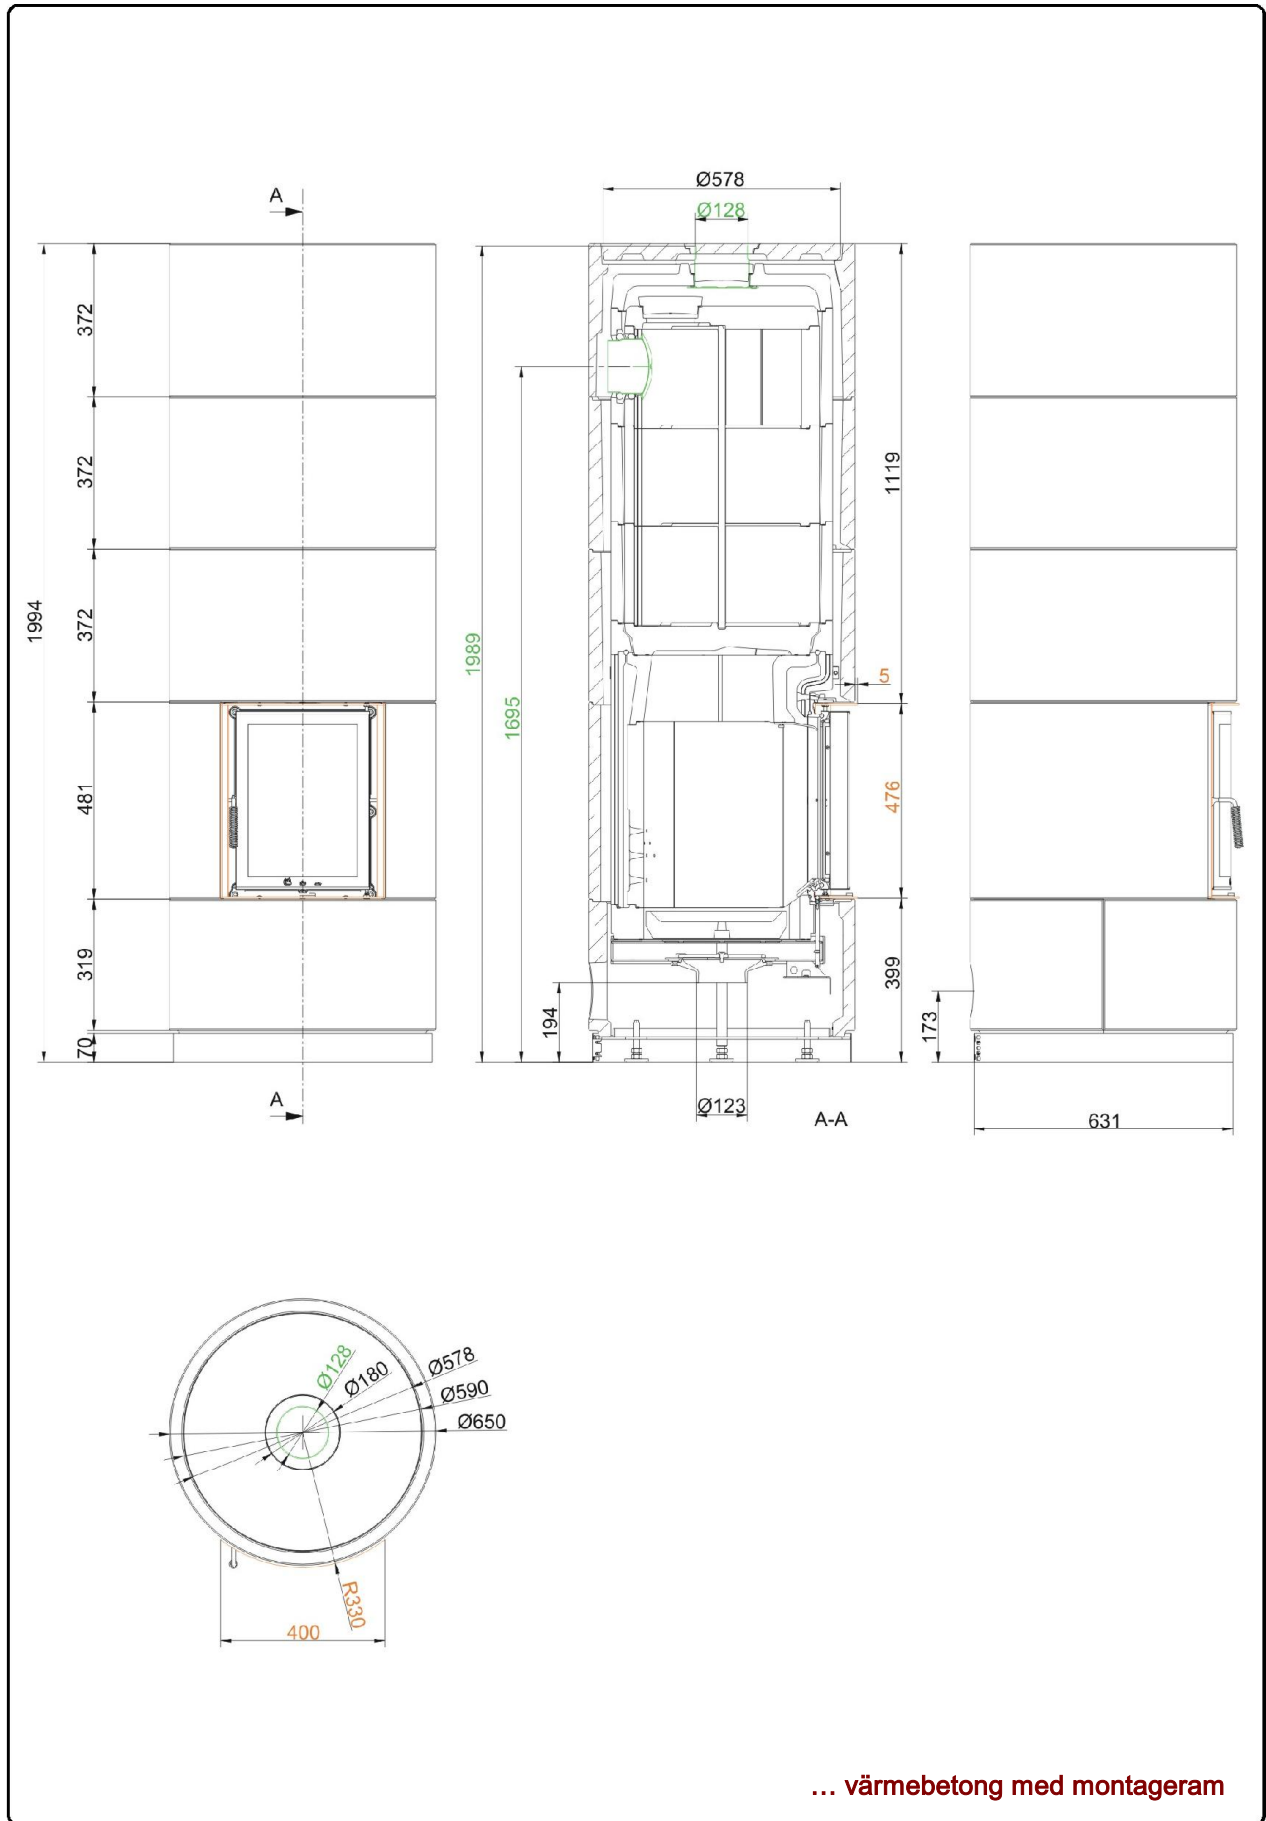 A
372
372
372
1994
481
319
70
A
Ø578
Ø128
1989
1695
1119
5
476
399
194
Ø123
A-A
173
631
Ø128
Ø180
Ø578
Ø590
Ø650
R330
400
... värmebetong med montageram